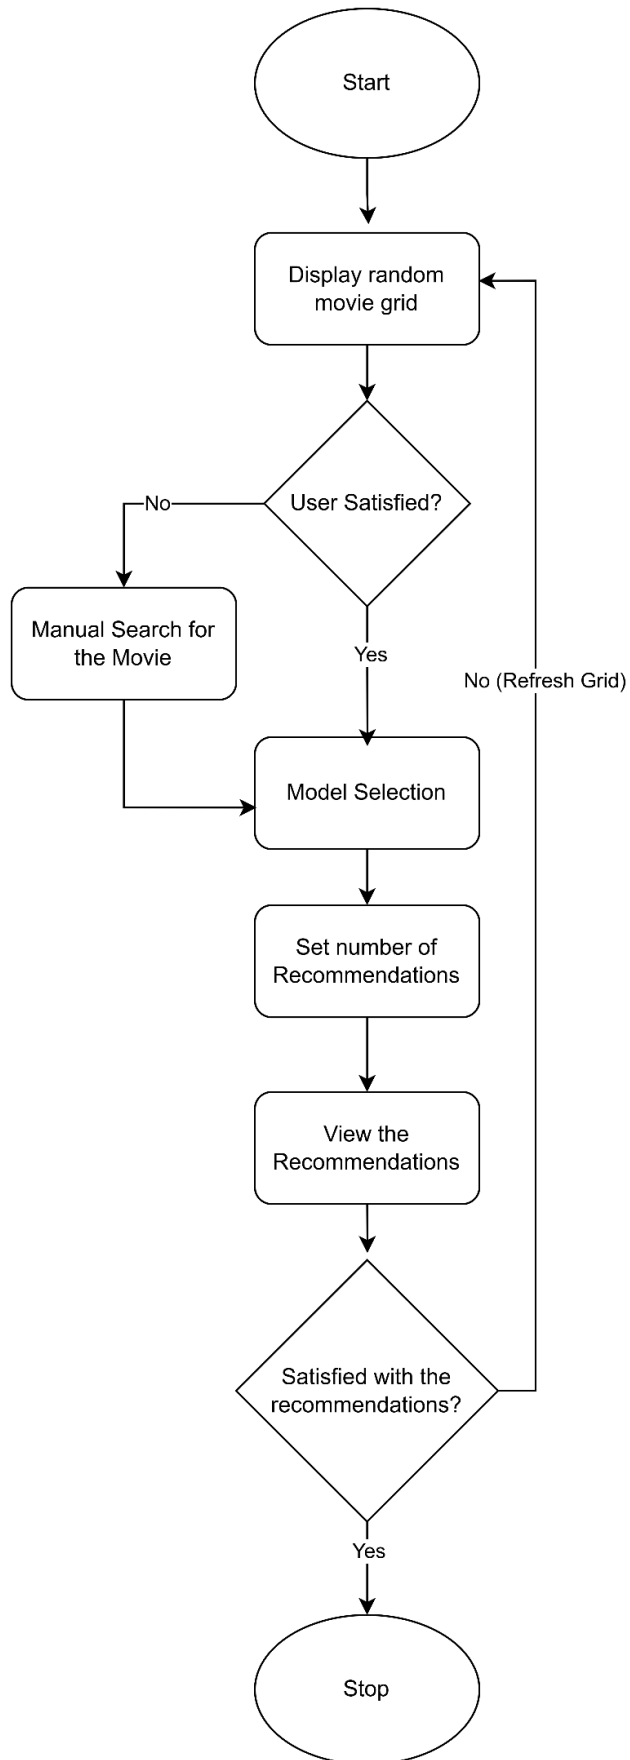 Start
Display random
movie grid
User Satisfied?
No
Manual Search for
the Movie
Yes
No (Refresh Grid)
Model Selection
Set number of
Recommendations
View the
Recommendations
Satisfied with the
recommendations?
Yes
Stop